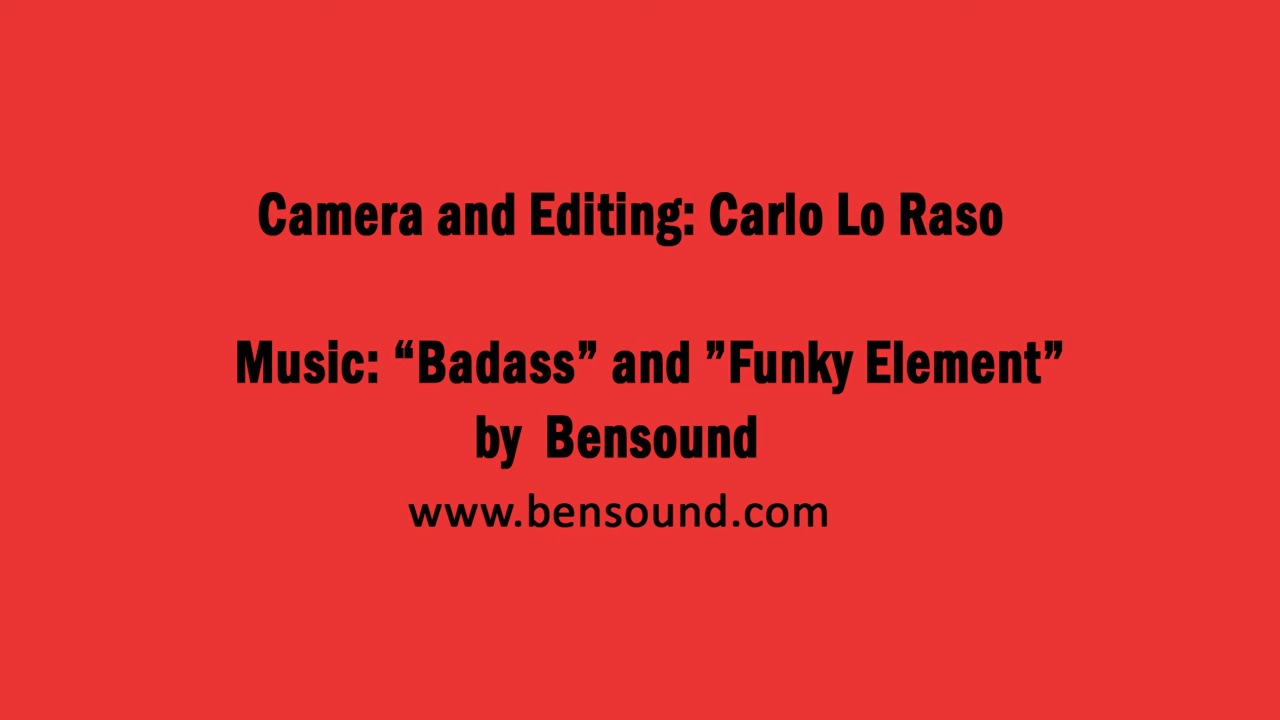 Camera and Editing: Carlo Lo Raso
Music: “Badass” and ”Funky Element”
by Bensound
www.bensound.com